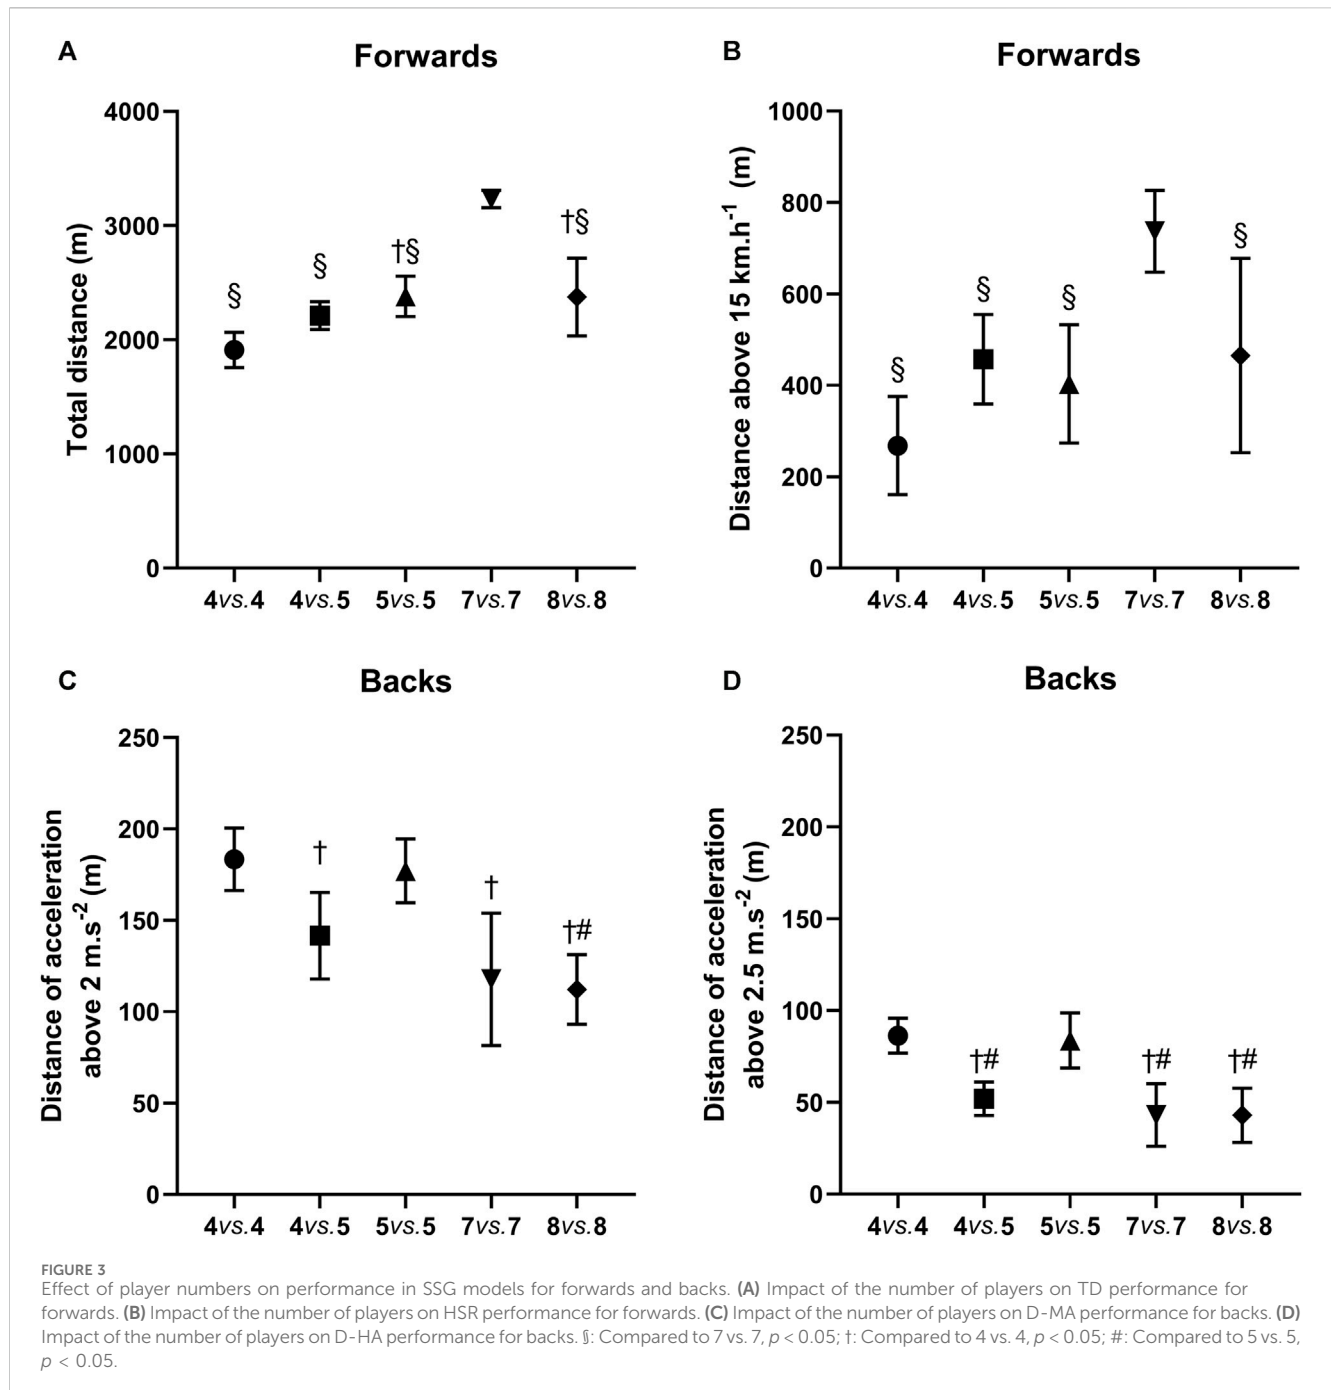 A
Forwards
Total distance (m)
4000
3000
2000
1000
0
§
§
†§
†§
4vs.4 4vs.5 5vs.5 7vs.7 8vs.8
B
Forwards
Distance above 15 km.h-1 (m)
1000
800
600
400
200
0
§
§
§
§
4vs.4 4vs.5 5vs.5 7vs.7 8vs.8
C
Backs
Distance of acceleration
above 2 m.s-2 (m)
250
200
150
100
50
0
†
†
†#
4vs.4 4vs.5 5vs.5 7vs.7 8vs.8
D
Backs
Distance of acceleration
above 2.5 m.s-2 (m)
250
200
150
100
50
0
†#
†#
†#
4vs.4 4vs.5 5vs.5 7vs.7 8vs.8
FIGURE 3
Effect of player numbers on performance in SSG models for forwards and backs. (A) Impact of the number of players on TD performance for
forwards. (B) Impact of the number of players on HSR performance for forwards. (C) Impact of the number of players on D-MA performance for backs. (D)
Impact of the number of players on D-HA performance for backs. §: Compared to 7 vs. 7, p < 0.05; †: Compared to 4 vs. 4, p < 0.05; #: Compared to 5 vs. 5,
p < 0.05.